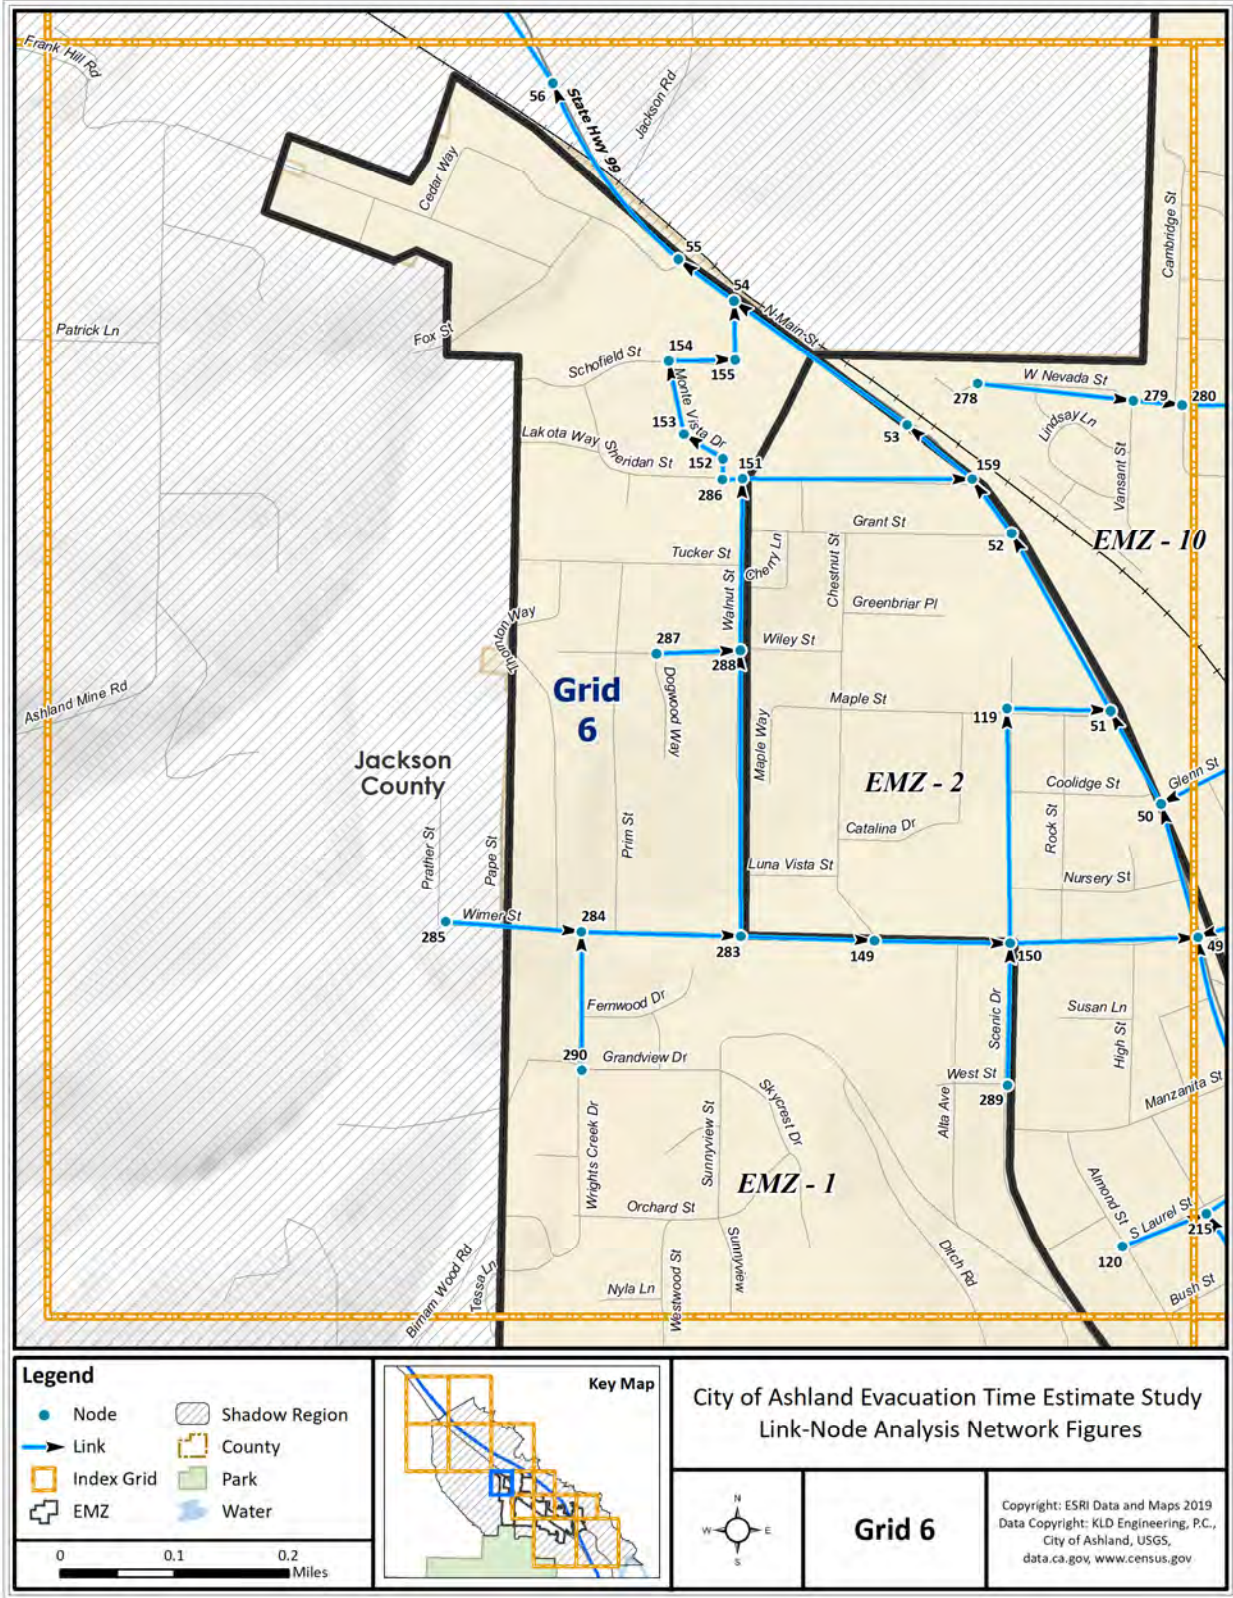 Frank Hill Rd
56
State Hwy 99
Jackson Rd
Cedar Way
Cambridge St
55
54
N Main St
Patrick Ln
Fox St
Schofield St
154
155
Monte Vista Dr
W Nevada St
278
279
280
Lindsay Ln
Vansant St
153
53
Lakota Way
Sheridan St
152
151
286
159
Grant St
52
EMZ - 10
Tucker St
Cherry Ln
Chestnut St
Walnut St
Greenbriar Pl
Thornton Way
287
288
Wiley St
Dogwood Way
Ashland Mine Rd
Grid
6
Maple St
119
51
Maple Way
Jackson
County
EMZ - 2
Coolidge St
Glenn St
50
Catalina Dr
Rock St
Prather St
Pape St
Prim St
Luna Vista St
Nursery St
Wimer St
285
284
283
149
150
49
Fernwood Dr
Scenic Dr
Susan Ln
High St
290
Grandview Dr
West St
289
Manzanita St
Skycrest Dr
Alta Ave
Wrights Creek Dr
Sunnyview St
EMZ - 1
Almond St
Orchard St
S Laurel St
215
120
Sunnyview
Ditch Rd
Birnam Wood Rd
Tessa Ln
Nyla Ln
Westwood St
Bush St
Legend
Node
Link
Index Grid
EMZ
Shadow Region
County
Park
Water
0 0.1 0.2
Miles
Key Map
City of Ashland Evacuation Time Estimate Study
Link-Node Analysis Network Figures
N
W E
S
Grid 6
Copyright: ESRI Data and Maps 2019
Data Copyright: KLD Engineering, P.C.,
City of Ashland, USGS,
data.ca.gov, www.census.gov